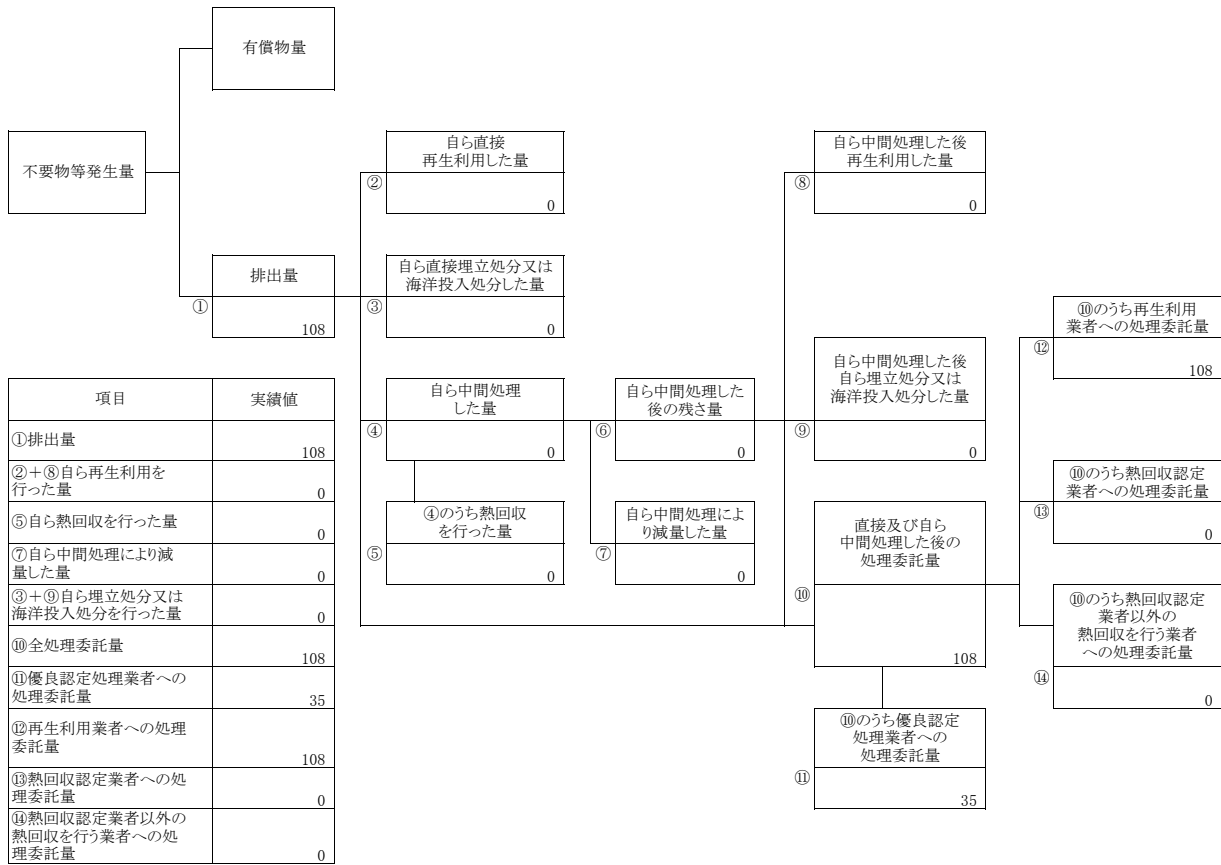 有償物量
不要物等発生量
自ら直接
再生利用した量
②
0
自ら中間処理した後
再生利用した量
⑧
0
排出量
①
108
自ら直接埋立処分又は
海洋投入処分した量
③
0
⑩のうち再生利用
業者への処理委託量
⑫
108
自ら中間処理
した量
④
0
自ら中間処理した
後の残さ量
⑥
0
自ら中間処理した後
自ら埋立処分又は
海洋投入処分した量
⑨
0
⑩のうち熱回収認定
業者への処理委託量
⑬
0
④のうち熱回収
を行った量
⑤
0
自ら中間処理によ
り減量した量
⑦
0
直接及び自ら
中間処理した後の
処理委託量
⑩
108
⑩のうち熱回収認定
業者以外の
熱回収を行う業者
への処理委託量
⑭
0
⑩のうち優良認定
処理業者への
処理委託量
⑪
35
項目 実績値
①排出量 108
②+⑧自ら再生利用を
行った量 0
⑤自ら熱回収を行った量 0
⑦自ら中間処理により減
量した量 0
③+⑨自ら埋立処分又は
海洋投入処分を行った量 0
⑩全処理委託量 108
⑪優良認定処理業者への
処理委託量 35
⑫再生利用業者への処理
委託量 108
⑬熱回収認定業者への処
理委託量 0
⑭熱回収認定業者以外の
熱回収を行う業者への処
理委託量 0